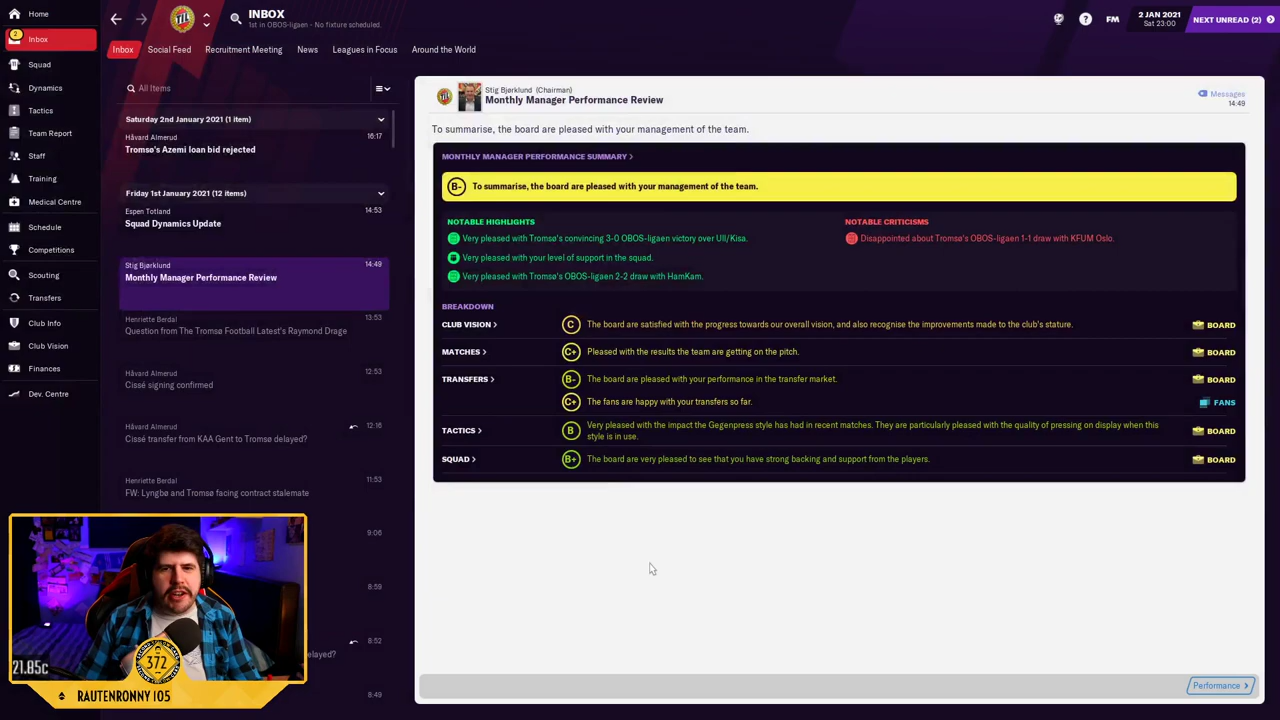 Home
INBOX
1st in OBOS-ligaen - No fixture scheduled.
FM
2 JAN 2021
Sat 23:00
NEXT UNREAD (2)
2
Inbox
Inbox
Social Feed
Recruitment Meeting
News
Leagues in Focus
Around the World
Squad
Dynamics
Tactics
Team Report
Staff
Training
Medical Centre
Schedule
Competitions
Scouting
Transfers
Club Info
Club Vision
Finances
Dev. Centre
All Items
Saturday 2nd January 2021 (1 item)
Håvard Almerud
16:17
Tromsø's Azemi loan bid rejected
Friday 1st January 2021 (12 items)
Espen Totland
14:53
Squad Dynamics Update
Stig Bjørklund
14:49
Monthly Manager Performance Review
Henriette Berdal
13:53
Question from The Tromsø Football Latest's Raymond Drage
Håvard Almerud
12:53
Cissé signing confirmed
Håvard Almerud
12:16
Cissé transfer from KAA Gent to Tromsø delayed?
Henriette Berdal
11:53
FW: Lyngbø and Tromsø facing contract stalemate
9:06
8:59
8:52
elayed?
8:49
Stig Bjørklund (Chairman)
Monthly Manager Performance Review
Messages
14:49
To summarise, the board are pleased with your management of the team.
MONTHLY MANAGER PERFORMANCE SUMMARY
B- To summarise, the board are pleased with your management of the team.
NOTABLE HIGHLIGHTS
Very pleased with Tromsø's convincing 3-0 OBOS-ligaen victory over Ull/Kisa.
Very pleased with your level of support in the squad.
Very pleased with Tromsø's OBOS-ligaen 2-2 draw with HamKam.
NOTABLE CRITICISMS
Disappointed about Tromsø's OBOS-ligaen 1-1 draw with KFUM Oslo.
BREAKDOWN
CLUB VISION C The board are satisfied with the progress towards our overall vision, and also recognise the improvements made to the club's stature. BOARD
MATCHES C+ Pleased with the results the team are getting on the pitch.
TRANSFERS B- The board are pleased with your performance in the transfer market. BOARD
C+ The fans are happy with your transfers so far. FANS
TACTICS B Very pleased with the impact the Gegenpress style has had in recent matches. They are particularly pleased with the quality of pressing on display when this
style is in use. BOARD
SQUAD B+ The board are very pleased to see that you have strong backing and support from the players. BOARD
Performance
21.85c
372
RAUTENRONNY 105